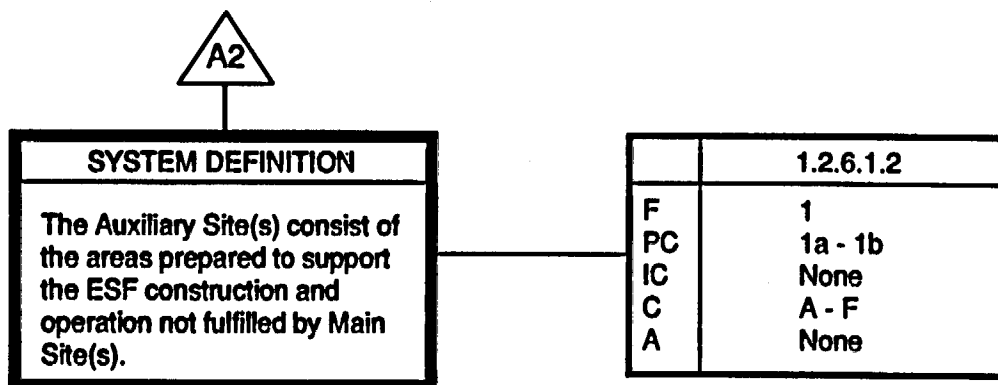 A2
SYSTEM DEFINITION
The Auxiliary Site(s) consist of
the areas prepared to support
the ESF construction and
operation not fulfilled by Main
Site(s).
1.2.6.1.2
F 1
PC 1a - 1b
IC None
C A - F
A None